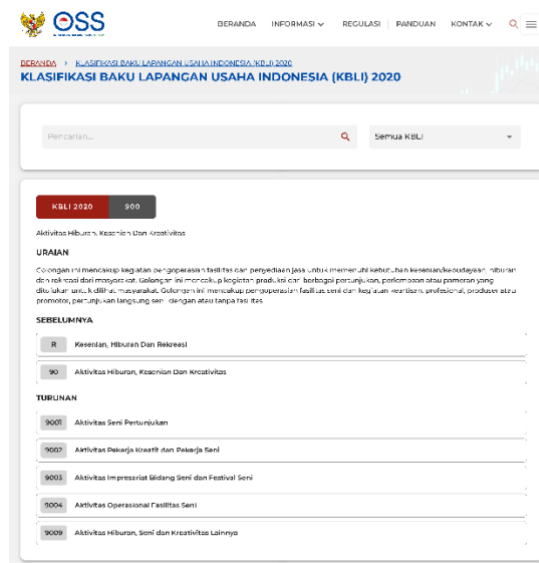 OSS
BERANDA INFORMASI REGULASI PANDUAN KONTAK
BERANDA > KLASIFIKASI BAKU LAPANGAN USAHA INDONESIA (KBLI) 2020
KLASIFIKASI BAKU LAPANGAN USAHA INDONESIA (KBLI) 2020
Pencarian...
Semua KBLI
KBLI 2020 900
Aktivitas Hiburan, Kesenian Dan Kreativitas
URAIAN
Golongan ini mencakup kegiatan pengoperasian fasilitas dan penyediaan jasa untuk memenuhi kebutuhan kesenian/kebudayaan, hiburan
dan rekreasi dari masyarakat. Golongan ini mencakup kegiatan produksi dari berbagai pertunjukan, perlombaan atau pameran yang
ditujukan untuk dilihat masyarakat. Golongan ini mencakup pengoperasian fasilitas seni dan kegiatan keartisan, profesional, produser atau
promotor, pertunjukan langsung seni, dengan atau tanpa fasilitas
SEBELUMNYA
R Kesenian, Hiburan Dan Rekreasi
90 Aktivitas Hiburan, Kesenian Dan Kreativitas
TURUNAN
9001 Aktivitas Seni Pertunjukan
9002 Aktivitas Pekerja Kreatif dan Pekerja Seni
9003 Aktivitas Impresariat Bidang Seni dan Festival Seni
9004 Aktivitas Operasional Fasilitas Seni
9009 Aktivitas Hiburan, Seni dan Kreativitas Lainnya